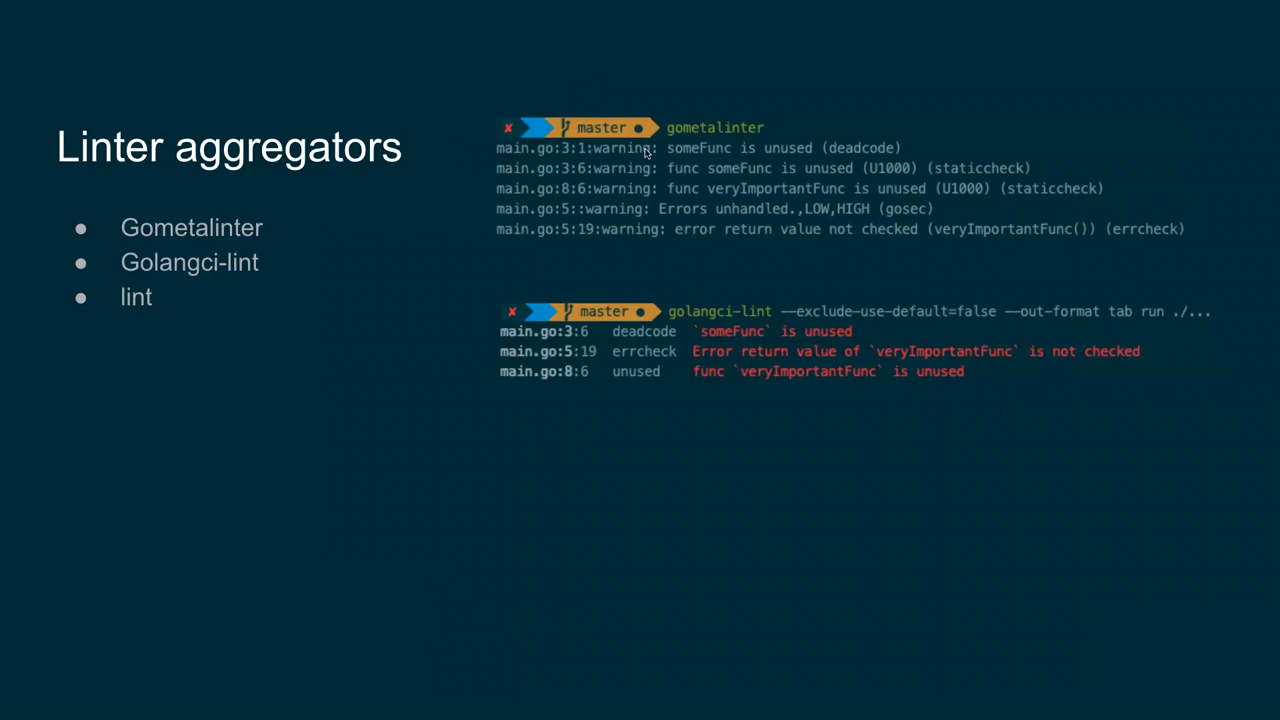 Linter aggregators
● Gometalinter
● Golangci-lint
● lint
✘ master ● gometalinter
main.go:3:1:warning: someFunc is unused (deadcode)
main.go:3:6:warning: func someFunc is unused (U1000) (staticcheck)
main.go:8:6:warning: func veryImportantFunc is unused (U1000) (staticcheck)
main.go:5::warning: Errors unhandled.,LOW,HIGH (gosec)
main.go:5:19:warning: error return value not checked (veryImportantFunc()) (errcheck)
✘ master ● golangci-lint --exclude-use-default=false --out-format tab run ./...
main.go:3:6 deadcode `someFunc` is unused
main.go:5:19 errcheck Error return value of `veryImportantFunc` is not checked
main.go:8:6 unused func `veryImportantFunc` is unused